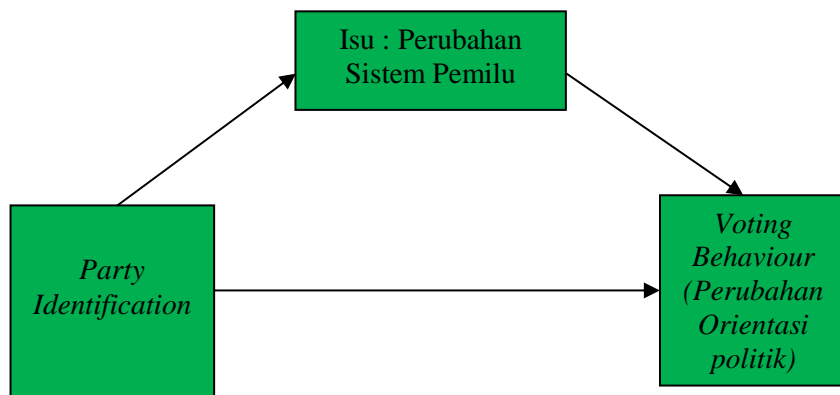 Isu : Perubahan
Sistem Pemilu
Party
Identification
Voting
Behaviour
(Perubahan
Orientasi
politik)